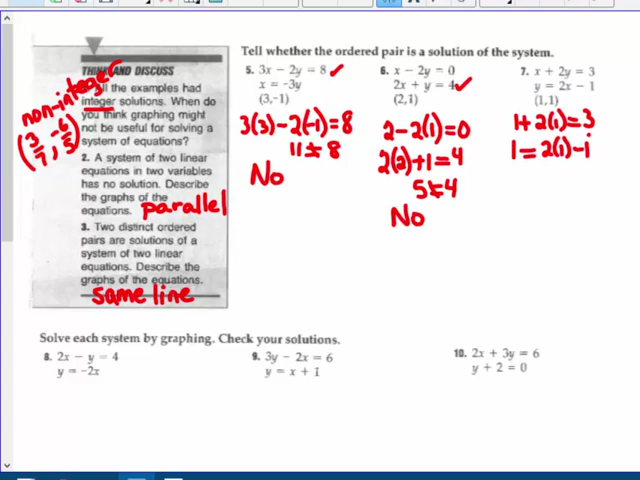 Tell whether the ordered pair is a solution of the system.
THINK AND DISCUSS
non-integer
(3/7, -6/5)
ll the examples had
integer solutions. When do
you think graphing might
not be useful for solving a
system of equations?
2. A system of two linear
equations in two variables
has no solution. Describe
the graphs of the
equations. parallel
3. Two distinct ordered
pairs are solutions of a
system of two linear
equations. Describe the
graphs of the equations.
same line
5. 3x − 2y = 8 ✓
x = −3y
(3,−1)
3(3)-2(-1)=8
11≠8
No
6. x − 2y = 0
2x + y = 4 ✓
(2,1)
2-2(1)=0
2(2)+1=4
5≠4
No
7. x + 2y = 3
y = 2x − 1
(1,1)
1+2(1)=3
1=2(1)-1
Solve each system by graphing. Check your solutions.
8. 2x − y = 4
y = −2x
9. 3y − 2x = 6
y = x + 1
10. 2x + 3y = 6
y + 2 = 0